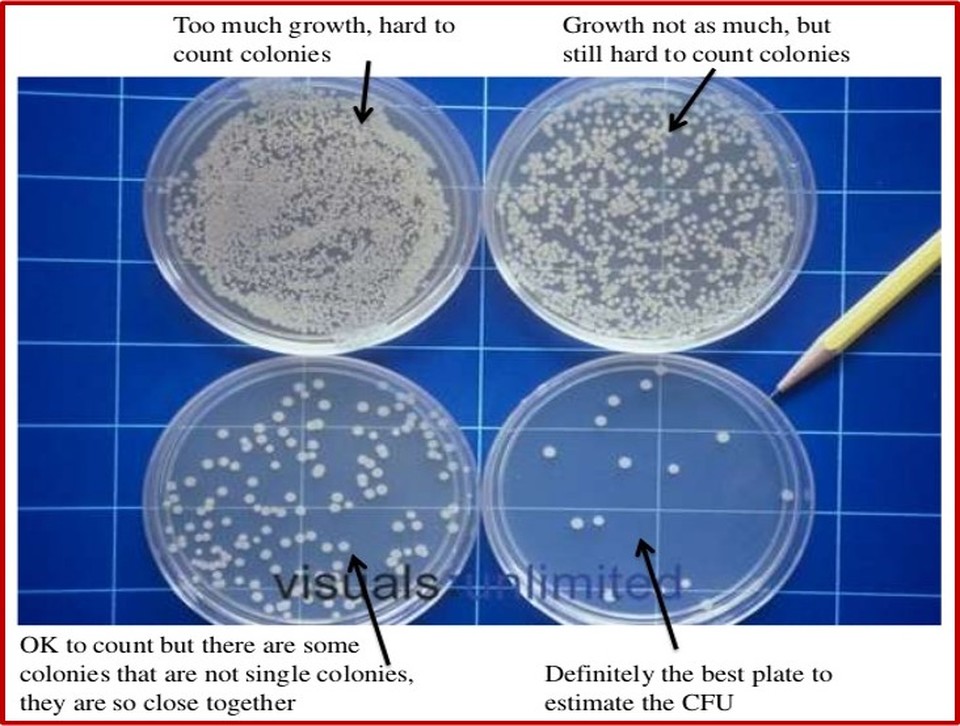 Too much growth, hard to
count colonies
Growth not as much, but
still hard to count colonies
visuals unlimited
OK to count but there are some
colonies that are not single colonies,
they are so close together
Definitely the best plate to
estimate the CFU